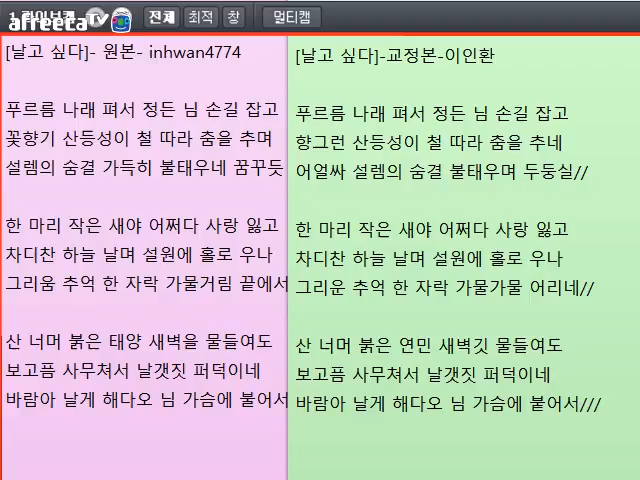 afreecaTV
전체 최적 창 멀티캠
[날고 싶다]- 원본- inhwan4774
푸르름 나래 펴서 정든 님 손길 잡고
꽃향기 산등성이 철 따라 춤을 추며
설렘의 숨결 가득히 불태우네 꿈꾸듯
한 마리 작은 새야 어쩌다 사랑 잃고
차디찬 하늘 날며 설원에 홀로 우나
그리움 추억 한 자락 가물거림 끝에서
산 너머 붉은 태양 새벽을 물들여도
보고픔 사무쳐서 날갯짓 퍼덕이네
바람아 날게 해다오 님 가슴에 불어서
[날고 싶다]-교정본-이인환
푸르름 나래 펴서 정든 님 손길 잡고
향그런 산등성이 철 따라 춤을 추네
어얼싸 설렘의 숨결 불태우며 두둥실//
한 마리 작은 새야 어쩌다 사랑 잃고
차디찬 하늘 날며 설원에 홀로 우나
그리운 추억 한 자락 가물가물 어리네//
산 너머 붉은 연민 새벽깃 물들여도
보고픔 사무쳐서 날갯짓 퍼덕이네
바람아 날게 해다오 님 가슴에 붙어서///